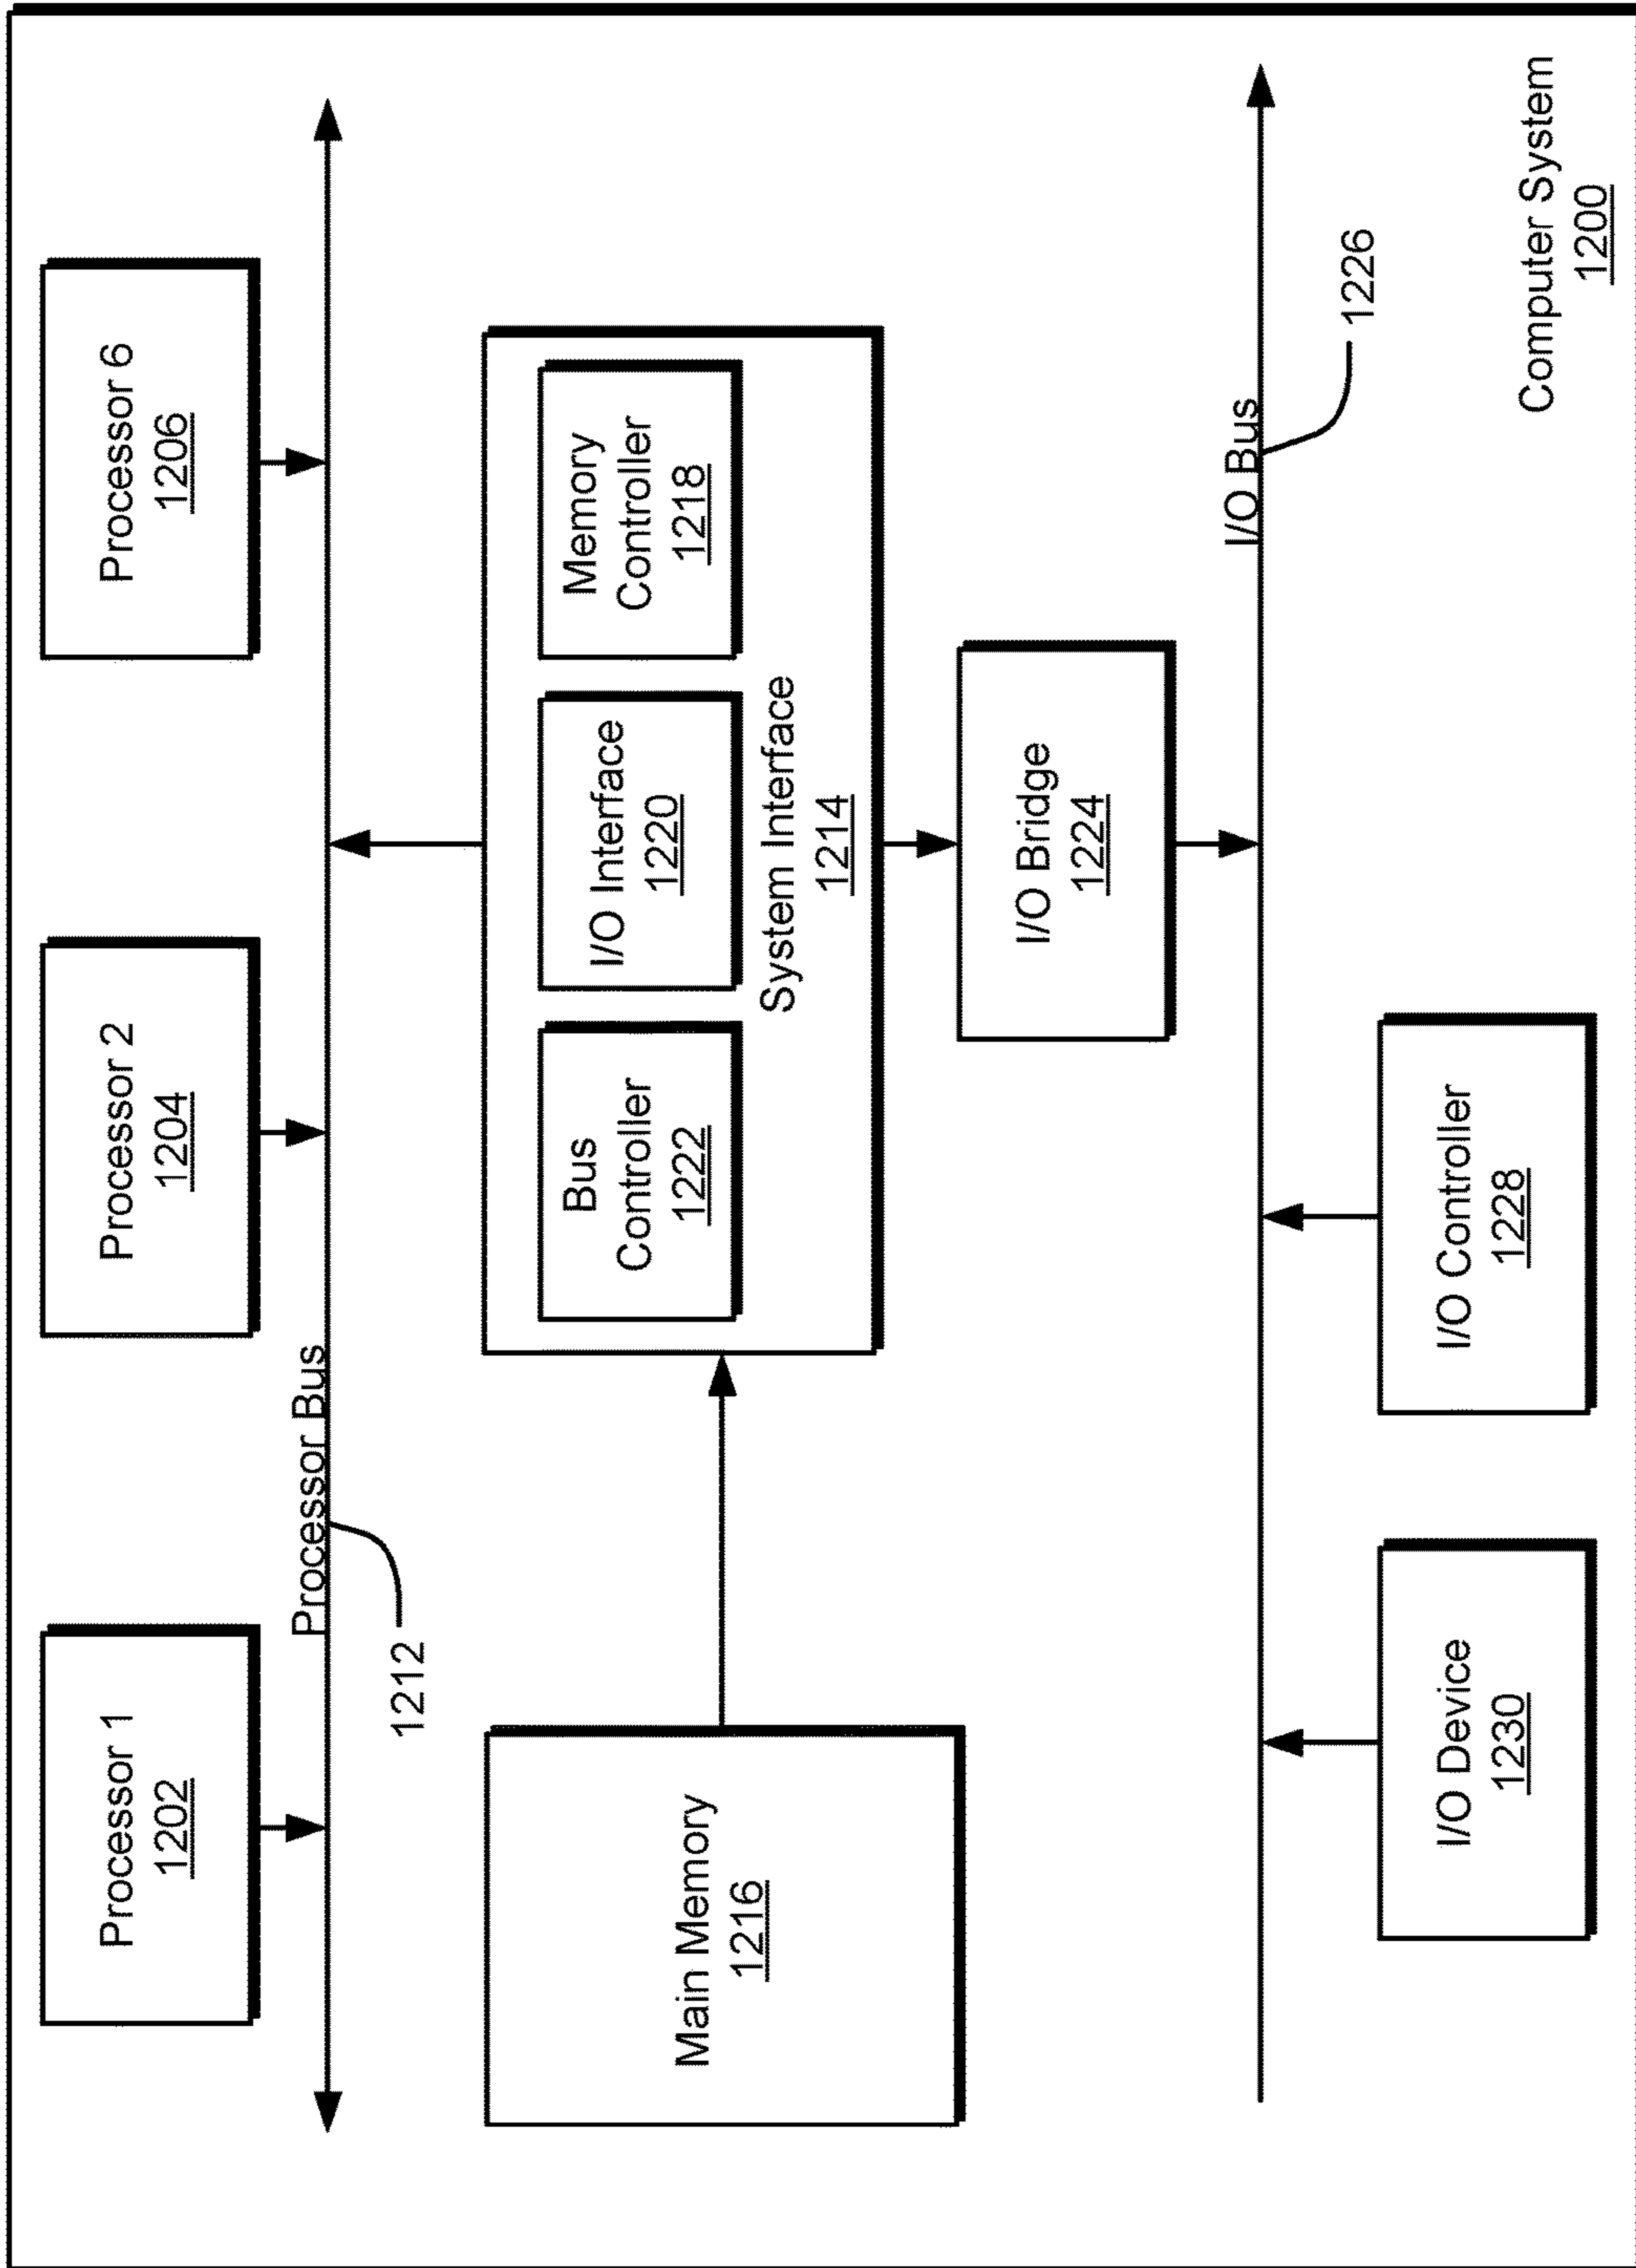 Processor 1
1202
Processor 2
1204
Processor 6
1206
Processor Bus
1212
Main Memory
1216
Bus
Controller
1222
I/O Interface
1220
Memory
Controller
1218
System Interface
1214
I/O Bridge
1224
I/O Bus
1226
I/O Device
1230
I/O Controller
1228
Computer System
1200